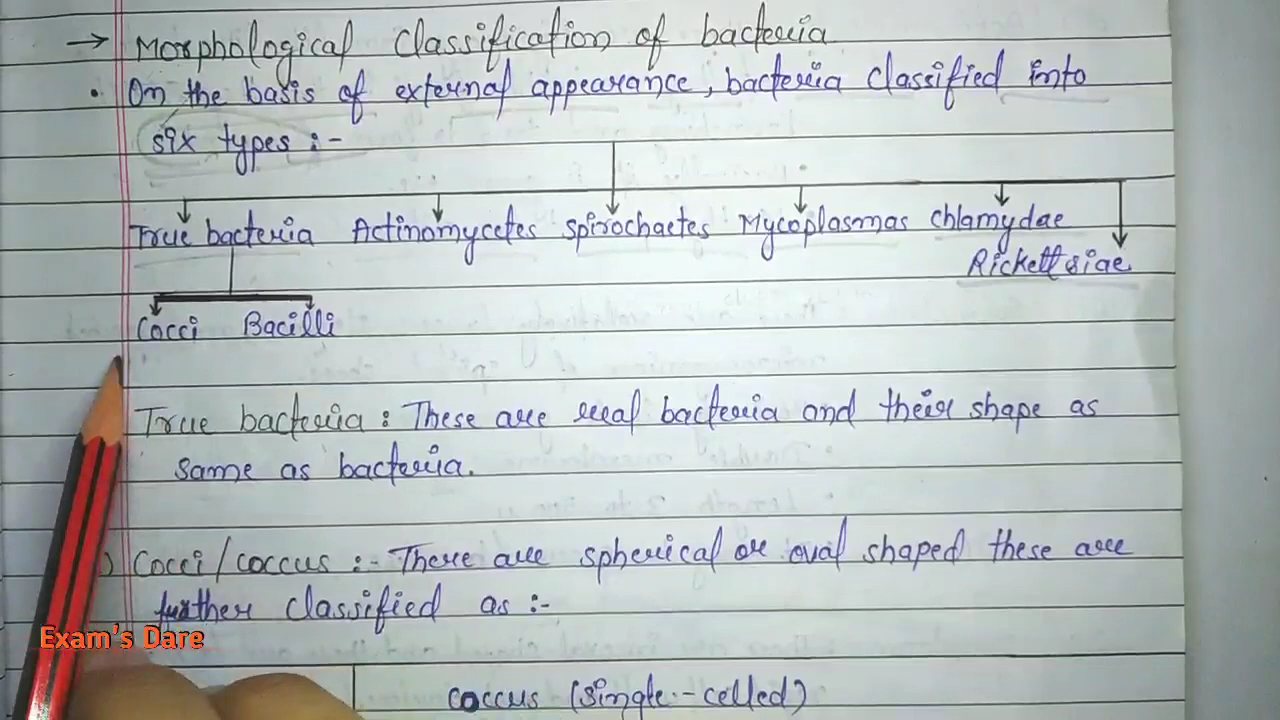 → Morphological Classification of bacteria
• On the basis of external appearance, bacteria classified into
six types :-
True bacteria Actinomycetes spirochaetes Mycoplasmas chlamydae
Rickettsiae
Cocci Bacilli
True bacteria : These are real bacteria and their shape as
same as bacteria.
) Cocci/coccus :- There are spherical or oval shaped these are
further classified as :-
Exam's Dare
coccus (single-celled)